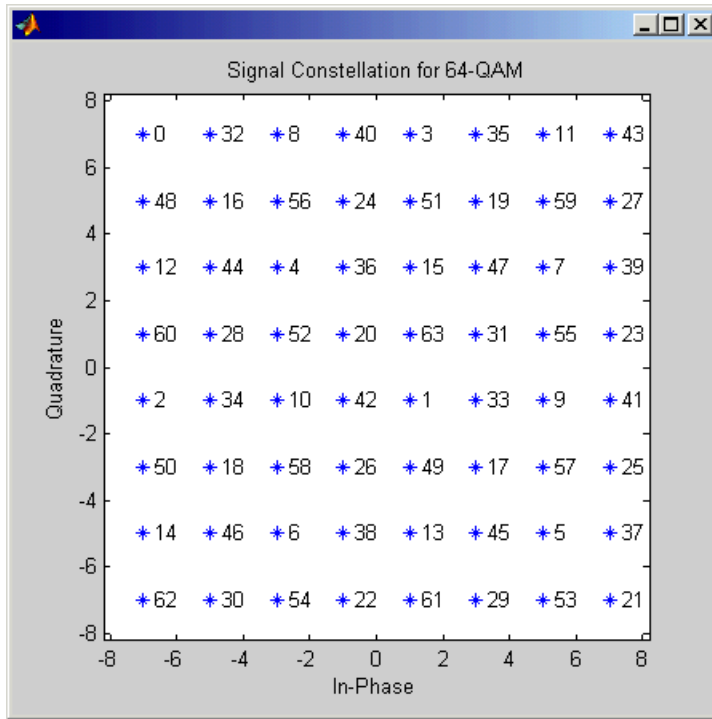 Signal Constellation for 64-QAM
8
0 32 8 40 3 35 11 43
6
48 16 56 24 51 19 59 27
4
12 44 4 36 15 47 7 39
2
60 28 52 20 63 31 55 23
0
Quadrature
2 34 10 42 1 33 9 41
-2
50 18 58 26 49 17 57 25
-4
14 46 6 38 13 45 5 37
-6
62 30 54 22 61 29 53 21
-8
-8 -6 -4 -2 0 2 4 6 8
In-Phase